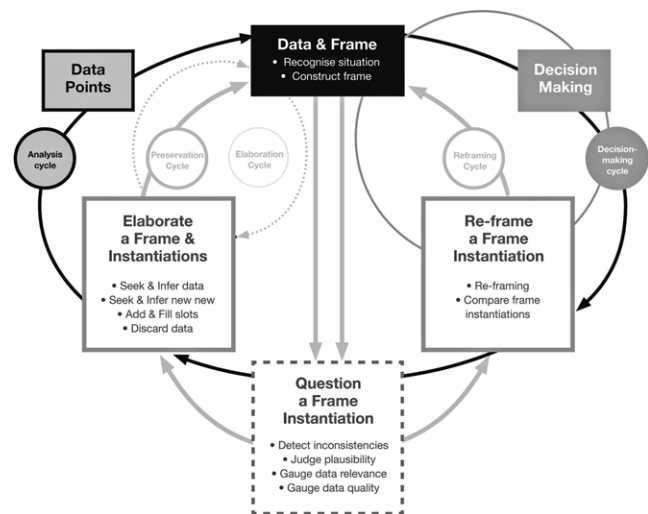 Data & Frame
• Recognise situation
• Construct frame
Data
Points
Decision
Making
Analysis
cycle
Preservation
Cycle
Elaboration
Cycle
Reframing
Cycle
Decision-
making
cycle
Elaborate
a Frame &
Instantiations
• Seek & Infer data
• Seek & Infer new new
• Add & Fill slots
• Discard data
Re-frame
a Frame
Instantiation
• Re-framing
• Compare frame
instantiations
Question
a Frame
Instantiation
• Detect inconsistencies
• Judge plausibility
• Gauge data relevance
• Gauge data quality